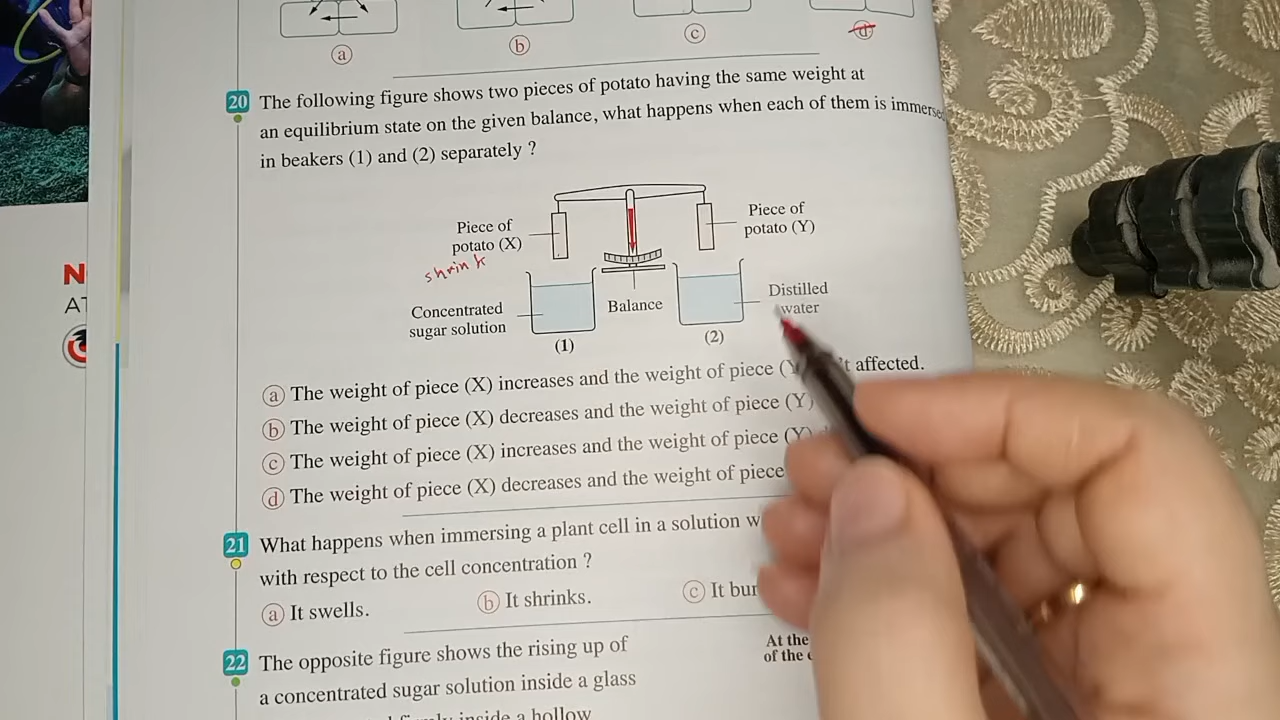 a
b
c
d
20 The following figure shows two pieces of potato having the same weight at
an equilibrium state on the given balance, what happens when each of them is
in beakers (1) and (2) separately ?
Piece of
potato (X)
shrink
Piece of
potato (Y)
Concentrated
sugar solution
Balance
Distilled
water
(1)
(2)
a The weight of piece (X) increases and the weight of piece affected.
b The weight of piece (X) decreases and the weight of piece (Y)
c The weight of piece (X) increases and the weight of piece (Y)
d The weight of piece (X) decreases and the weight of piece
21 What happens when immersing a plant cell in a solution
with respect to the cell concentration ?
a It swells.
b It shrinks.
c It
22 The opposite figure shows the rising up of
a concentrated sugar solution inside a glass
inside a hollow
At the
of the
N